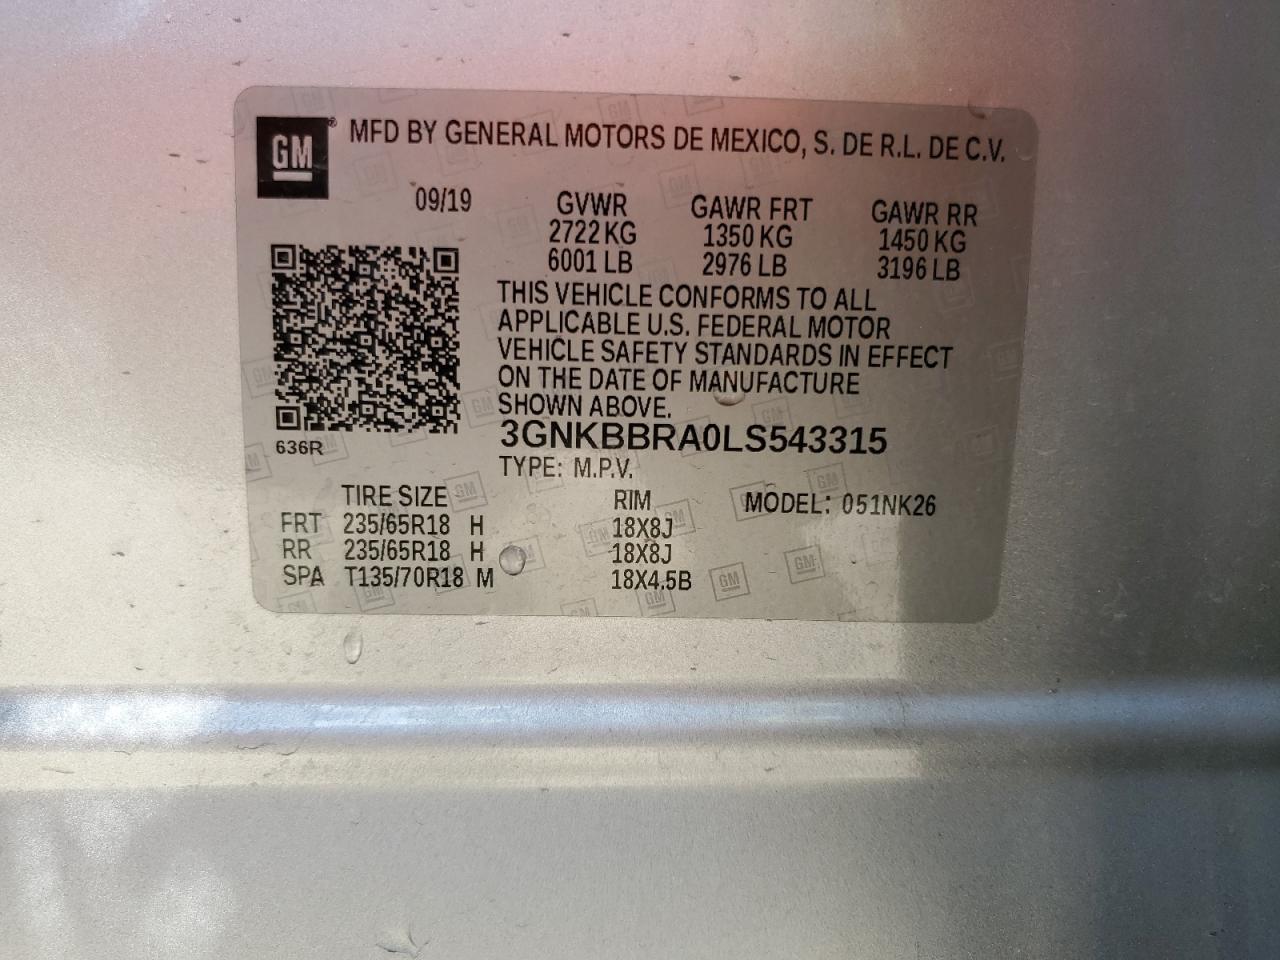 GM® MFD BY GENERAL MOTORS DE MEXICO, S. DE R.L. DE C.V.
09/19 GVWR GAWR FRT GAWR RR
2722 KG 1350 KG 1450 KG
6001 LB 2976 LB 3196 LB
THIS VEHICLE CONFORMS TO ALL
APPLICABLE U.S. FEDERAL MOTOR
VEHICLE SAFETY STANDARDS IN EFFECT
ON THE DATE OF MANUFACTURE
SHOWN ABOVE.
636R 3GNKBBRA0LS543315
TYPE: M.P.V.
TIRE SIZE RIM MODEL: 051NK26
FRT 235/65R18 H 18X8J
RR 235/65R18 H 18X8J
SPA T135/70R18 M 18X4.5B